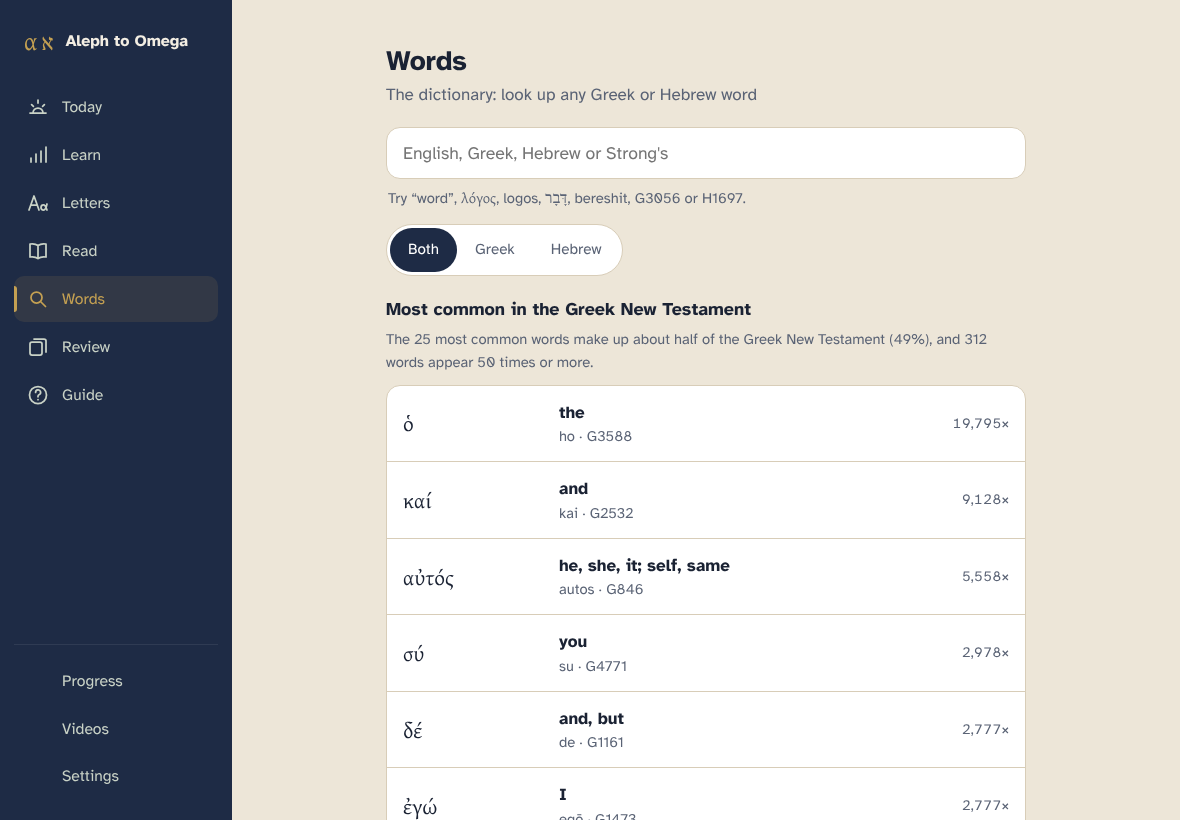 α א Aleph to Omega
Today
Learn
Letters
Read
Words
Review
Guide
Progress
Videos
Settings
Words
The dictionary: look up any Greek or Hebrew word
English, Greek, Hebrew or Strong's
Try “word”, λόγος, logos, דָּבָר, bereshit, G3056 or H1697.
Both Greek Hebrew
Most common in the Greek New Testament
The 25 most common words make up about half of the Greek New Testament (49%), and 312
words appear 50 times or more.
ὁ
the
ho · G3588
19,795×
καί
and
kai · G2532
9,128×
αὐτός
he, she, it; self, same
autos · G846
5,558×
σύ
you
su · G4771
2,978×
δέ
and, but
de · G1161
2,777×
ἐγώ
I
egō · G1473
2,777×